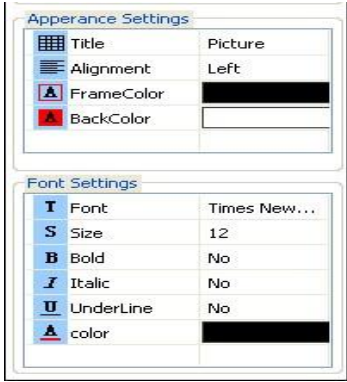 Apperance Settings
Title Picture
Alignment Left
A FrameColor
A BackColor
Font Settings
T Font Times New...
S Size 12
B Bold No
I Italic No
U UnderLine No
A color